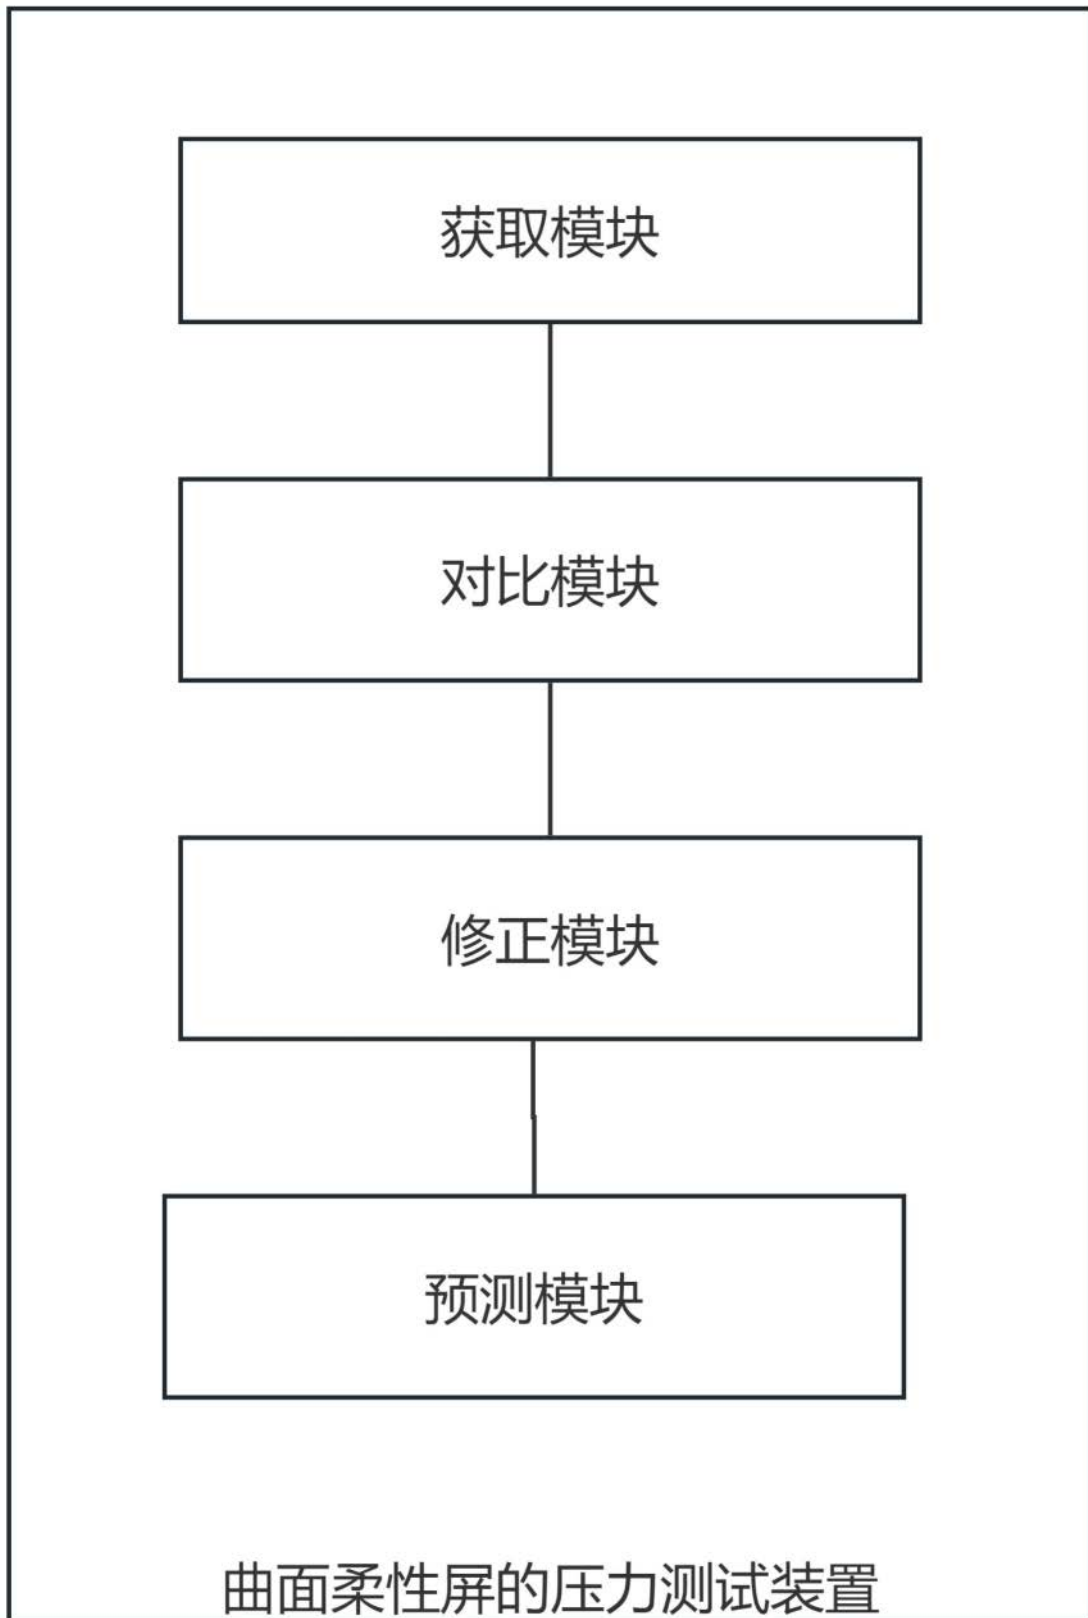 获取模块
对比模块
修正模块
预测模块
曲面柔性屏的压力测试装置